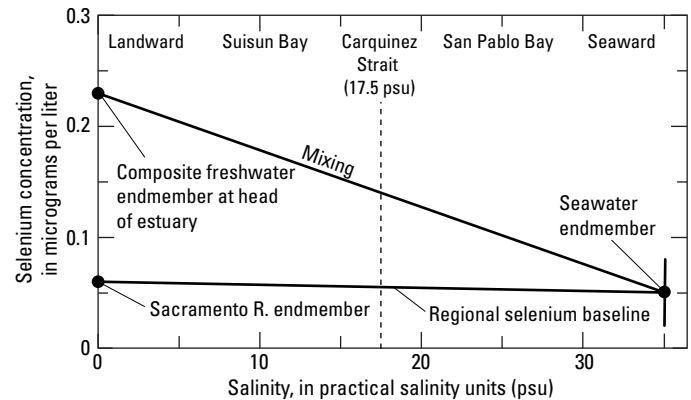 0.3
Landward
Suisun Bay
Carquinez
Strait
(17.5 psu)
San Pablo Bay
Seaward
Selenium concentration,
in micrograms per liter
0.2
Mixing
Composite freshwater
endmember at head
of estuary
Seawater
endmember
0.1
Sacramento R. endmember
Regional selenium baseline
0
0
10
20
30
Salinity, in practical salinity units (psu)